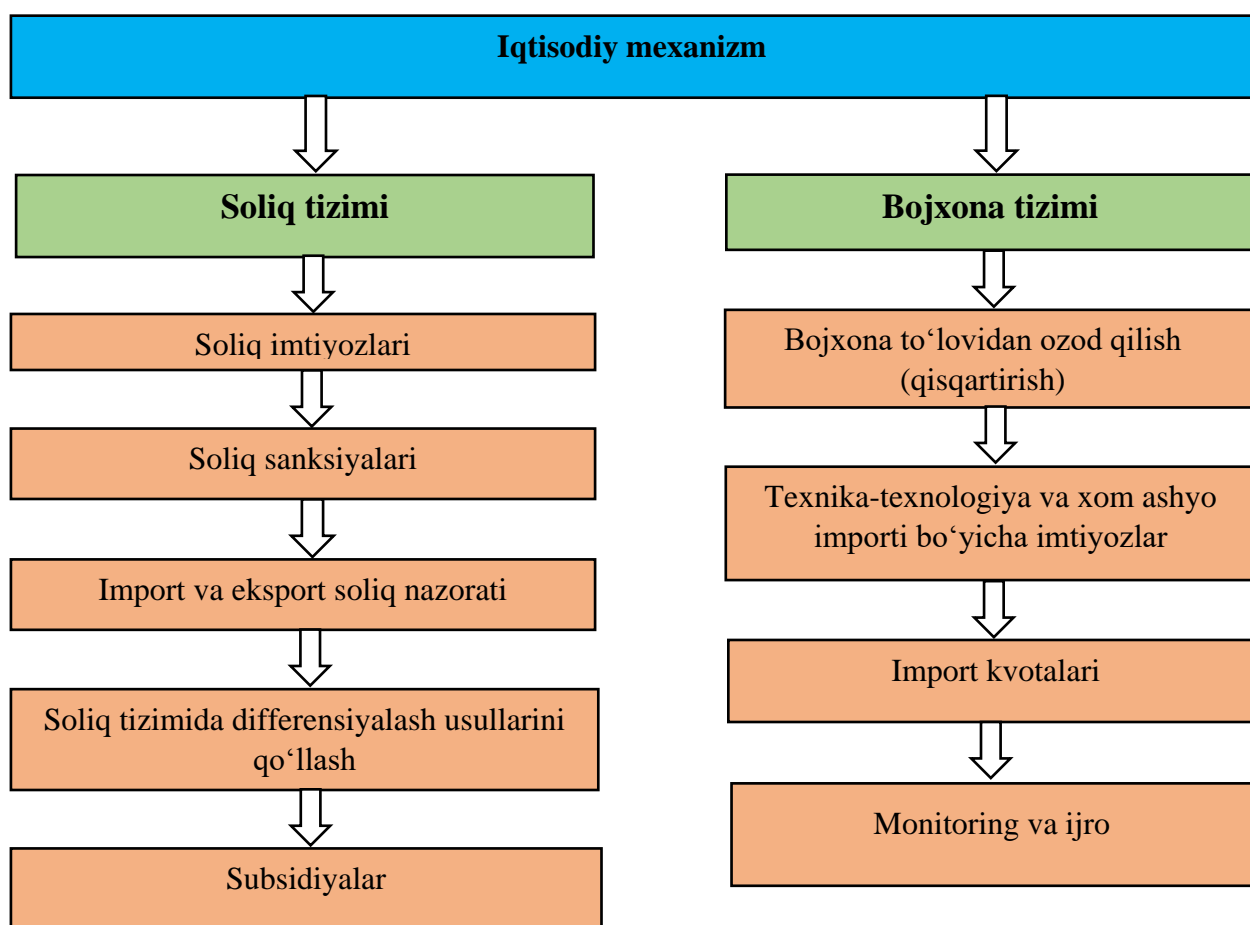 Iqtisodiy mexanizm
Soliq tizimi
Soliq imtiyozlari
Soliq sanksiyalari
Import va eksport soliq nazorati
Soliq tizimida differensiyalash usullarini
qo‘llash
Subsidiyalar
Bojxona tizimi
Bojxona to‘lovidan ozod qilish
(qisqartirish)
Texnika-texnologiya va xom ashyo
importi bo‘yicha imtiyozlar
Import kvotalari
Monitoring va ijro